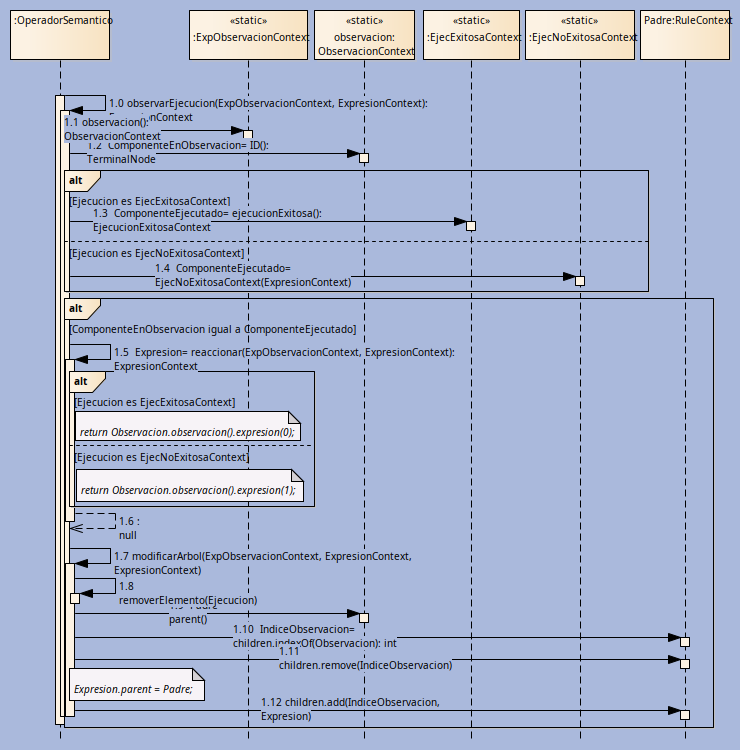 :OperadorSemantico
«static»
:ExpObservacionContext
«static»
observacion:
ObservacionContext
«static»
:EjecExitosaContext
«static»
:EjecNoExitosaContext
Padre:RuleContext
1.0 observarEjecucion(ExpObservacionContext, ExpresionContext):
1.1 observacion():
ObservacionContext
1.2 ComponenteEnObservacion= ID():
TerminalNode
alt
[Ejecucion es EjecExitosaContext]
1.3 ComponenteEjecutado= ejecucionExitosa():
EjecucionExitosaContext
[Ejecucion es EjecNoExitosaContext]
1.4 ComponenteEjecutado=
EjecNoExitosaContext(ExpresionContext)
alt
[ComponenteEnObservacion igual a ComponenteEjecutado]
1.5 Expresion= reaccionar(ExpObservacionContext, ExpresionContext):
ExpresionContext
alt
[Ejecucion es EjecExitosaContext]
return Observacion.observacion().expresion(0);
[Ejecucion es EjecNoExitosaContext]
return Observacion.observacion().expresion(1);
1.6 :
null
1.7 modificarArbol(ExpObservacionContext, ExpresionContext,
ExpresionContext)
1.8
removerElemento(Ejecucion)
parent()
1.10 IndiceObservacion=
children.indexOf(Observacion): int
1.11
children.remove(IndiceObservacion)
Expresion.parent = Padre;
1.12 children.add(IndiceObservacion,
Expresion)